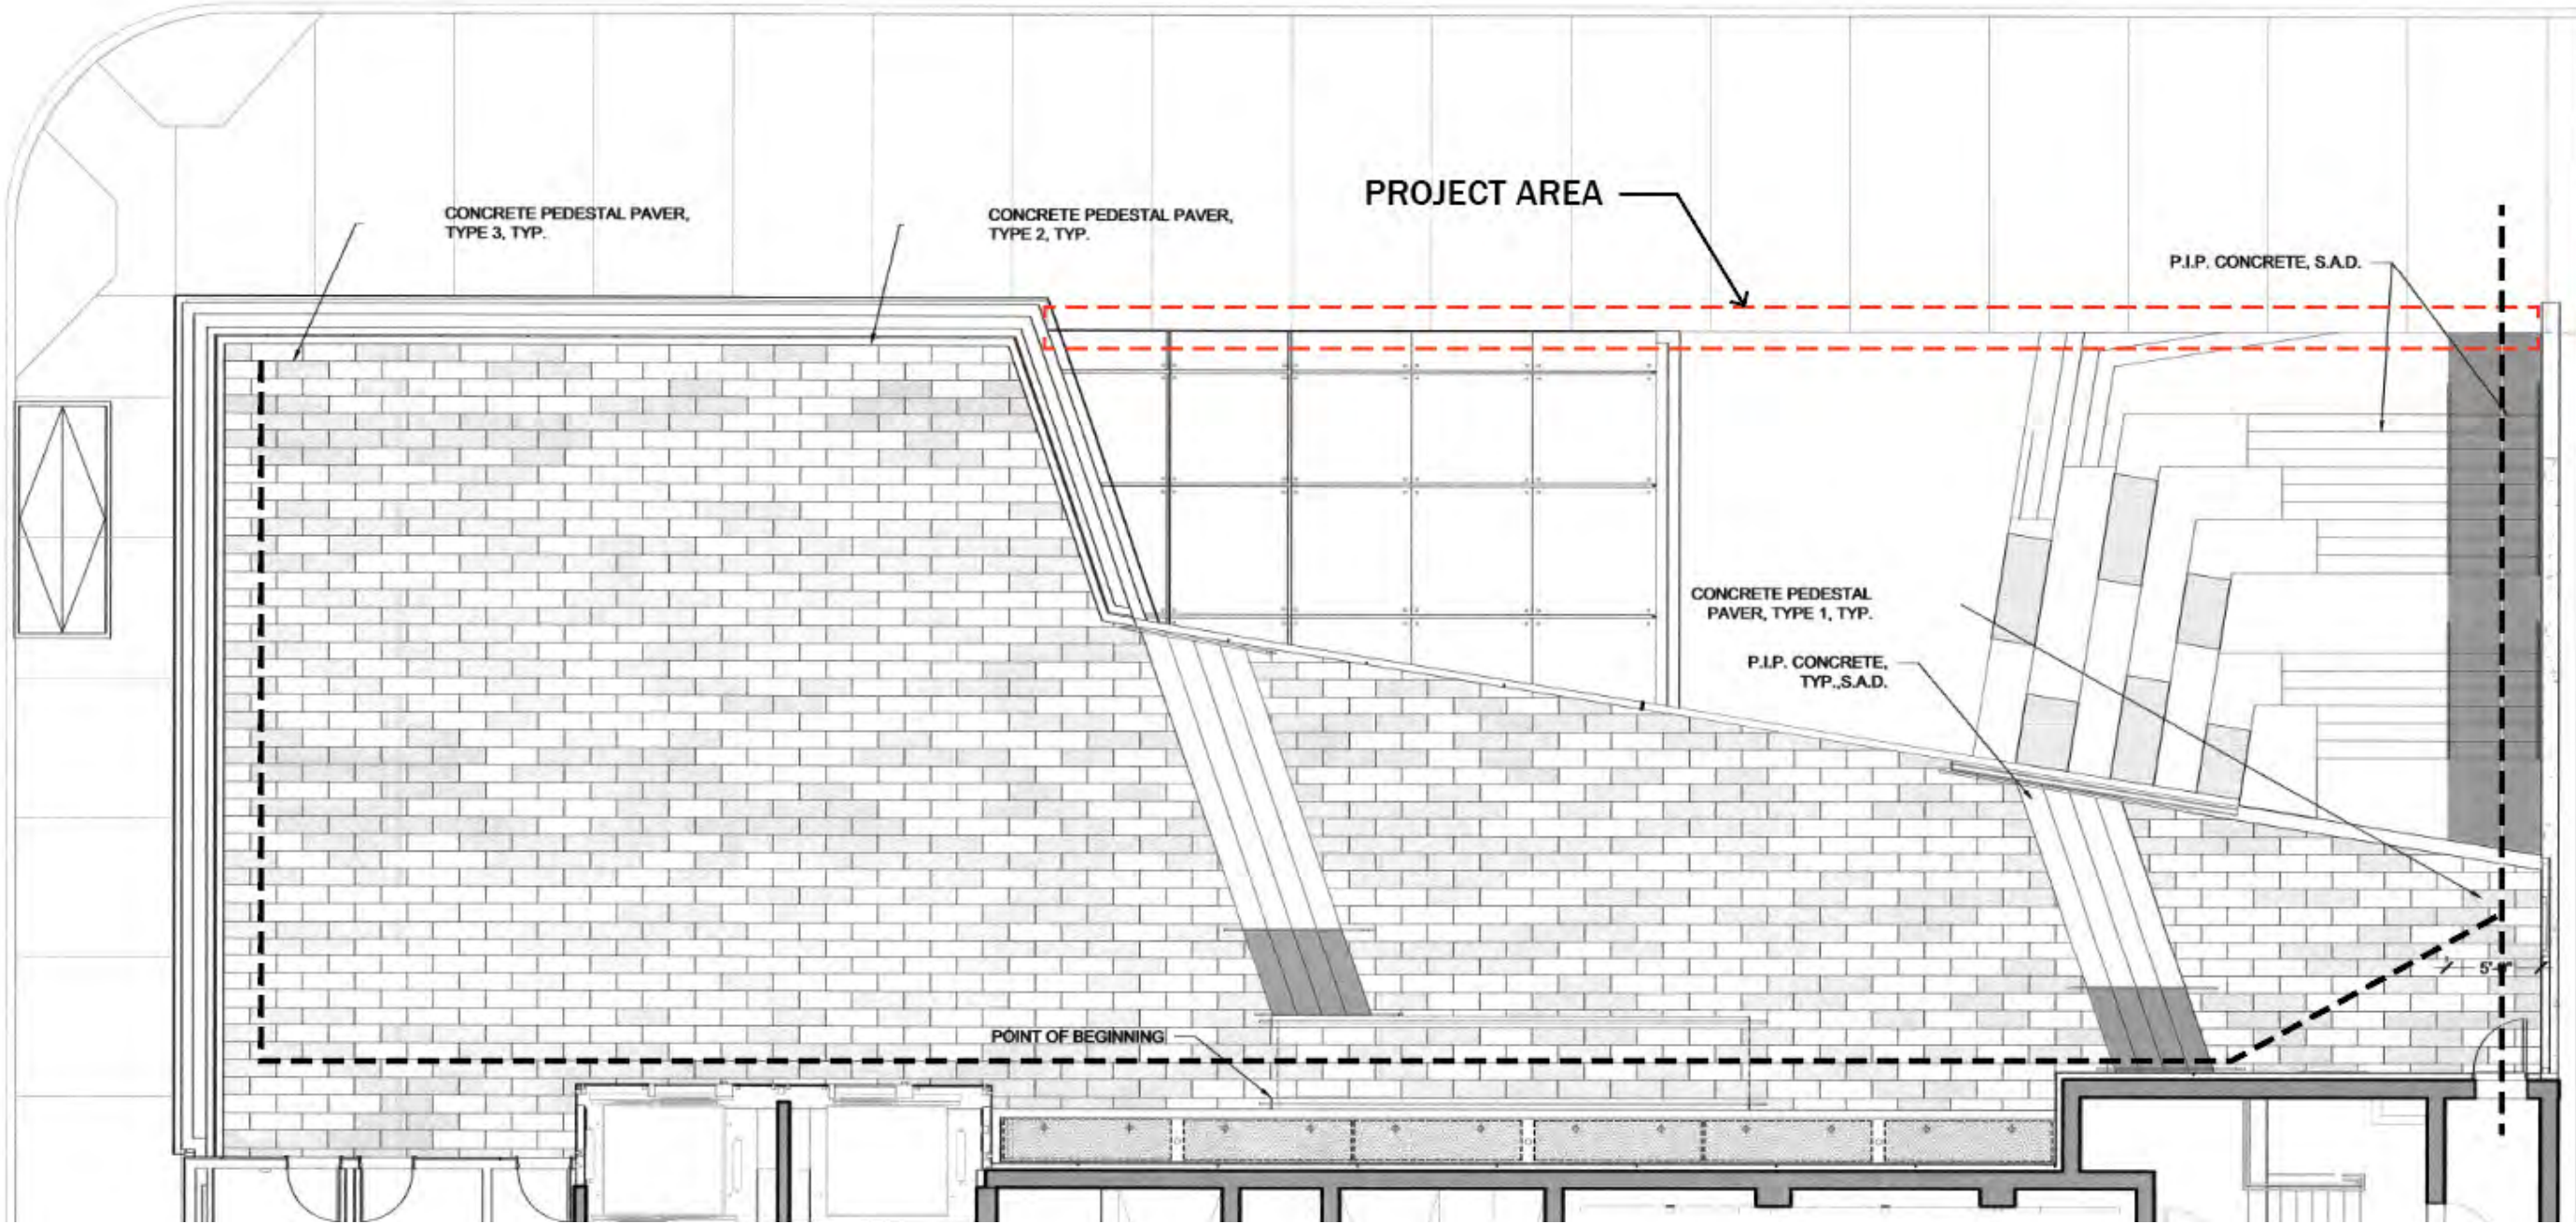 PROJECT AREA
CONCRETE PEDESTAL PAVER,
TYPE 3, TYP.
CONCRETE PEDESTAL PAVER,
TYPE 2, TYP.
P.I.P. CONCRETE, S.A.D.
CONCRETE PEDESTAL
PAVER, TYPE 1, TYP.
P.I.P. CONCRETE,
TYP.,S.A.D.
POINT OF BEGINNING